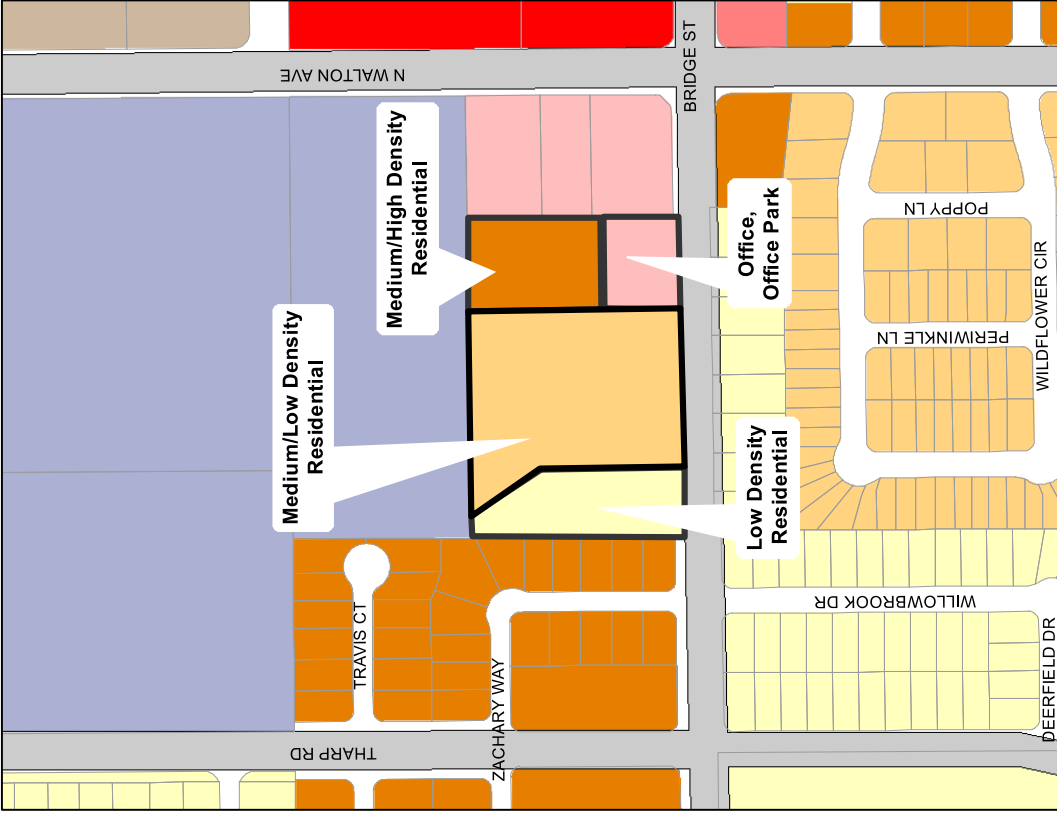 N WALTON AVE
BRIDGE ST
Medium/High Density
Residential
Office,
Office Park
POPPY LN
Medium/Low Density
Residential
PERIWINKLE LN
WILDFLOWER CIR
Low Density
Residential
TRAVIS CT
WILLOWBROOK DR
ZACHARY WAY
DEERFIELD DR
THARP RD